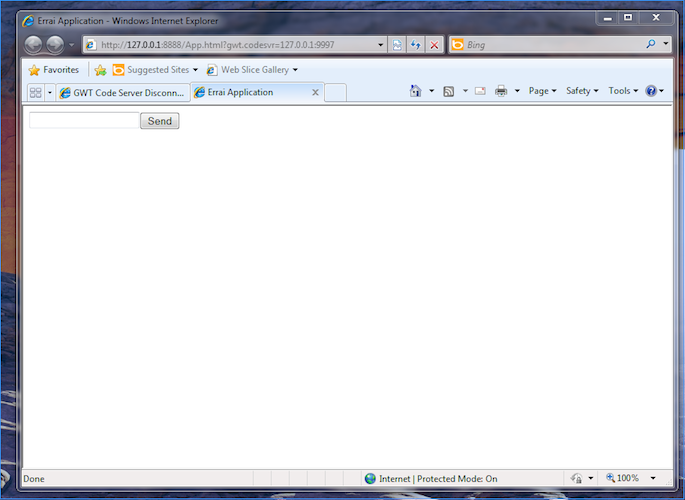 Errai Application - Windows Internet Explorer
http://127.0.0.1:8888/App.html?gwt.codesvr=127.0.0.1:9997
Bing
Favorites Suggested Sites Web Slice Gallery
GWT Code Server Disconn... Errai Application Page Safety Tools
Send
Done Internet | Protected Mode: On 100%